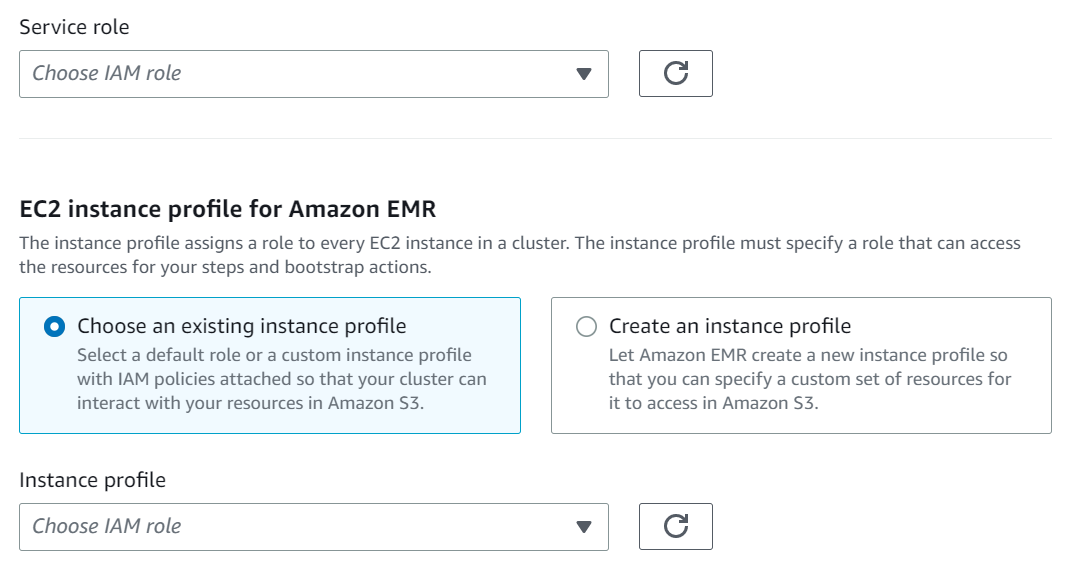 Service role
Choose IAM role
EC2 instance profile for Amazon EMR
The instance profile assigns a role to every EC2 instance in a cluster. The instance profile must specify a role that can access
the resources for your steps and bootstrap actions.
Choose an existing instance profile
Select a default role or a custom instance profile
with IAM policies attached so that your cluster can
interact with your resources in Amazon S3.
Create an instance profile
Let Amazon EMR create a new instance profile so
that you can specify a custom set of resources for
it to access in Amazon S3.
Instance profile
Choose IAM role